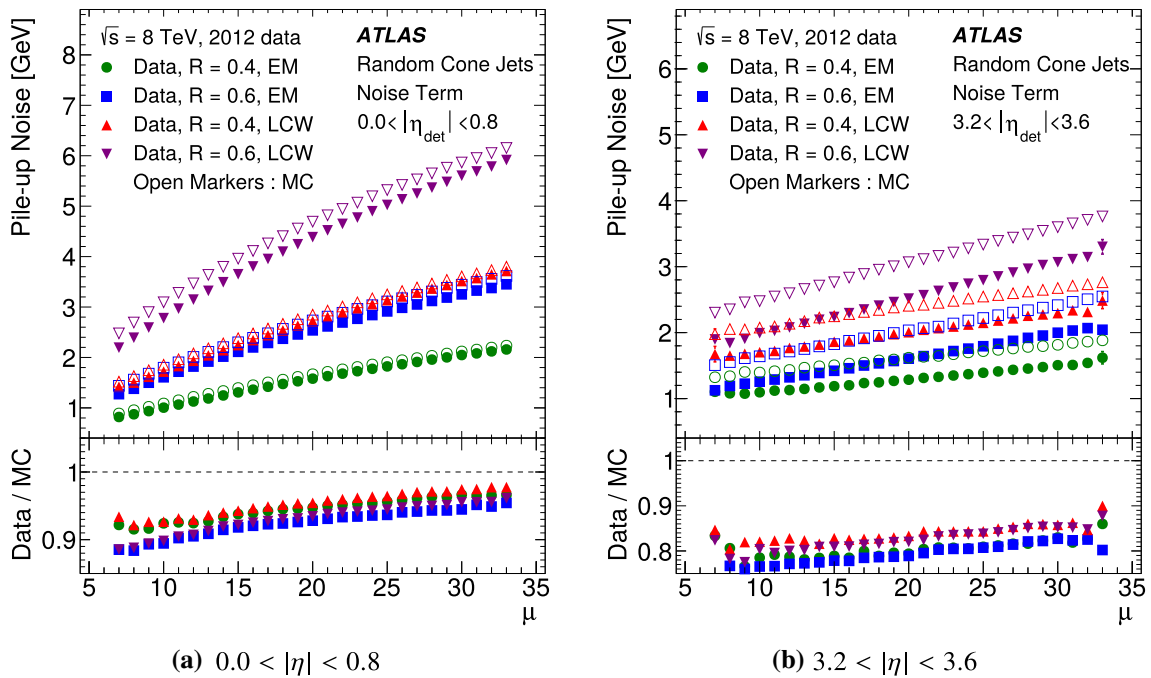 Pile-up Noise [GeV]
√s = 8 TeV, 2012 data
Data, R = 0.4, EM
Data, R = 0.6, EM
Data, R = 0.4, LCW
Data, R = 0.6, LCW
Open Markers : MC
ATLAS
Random Cone Jets
Noise Term
0.0< |η_det| <0.8
8
7
6
5
4
3
2
1
Data / MC
1
0.9
5 10 15 20 25 30 35
μ
(a) 0.0 < |η| < 0.8
Pile-up Noise [GeV]
√s = 8 TeV, 2012 data
Data, R = 0.4, EM
Data, R = 0.6, EM
Data, R = 0.4, LCW
Data, R = 0.6, LCW
Open Markers : MC
ATLAS
Random Cone Jets
Noise Term
3.2< |η_det| <3.6
6
5
4
3
2
1
Data / MC
1
0.9
0.8
5 10 15 20 25 30 35
μ
(b) 3.2 < |η| < 3.6